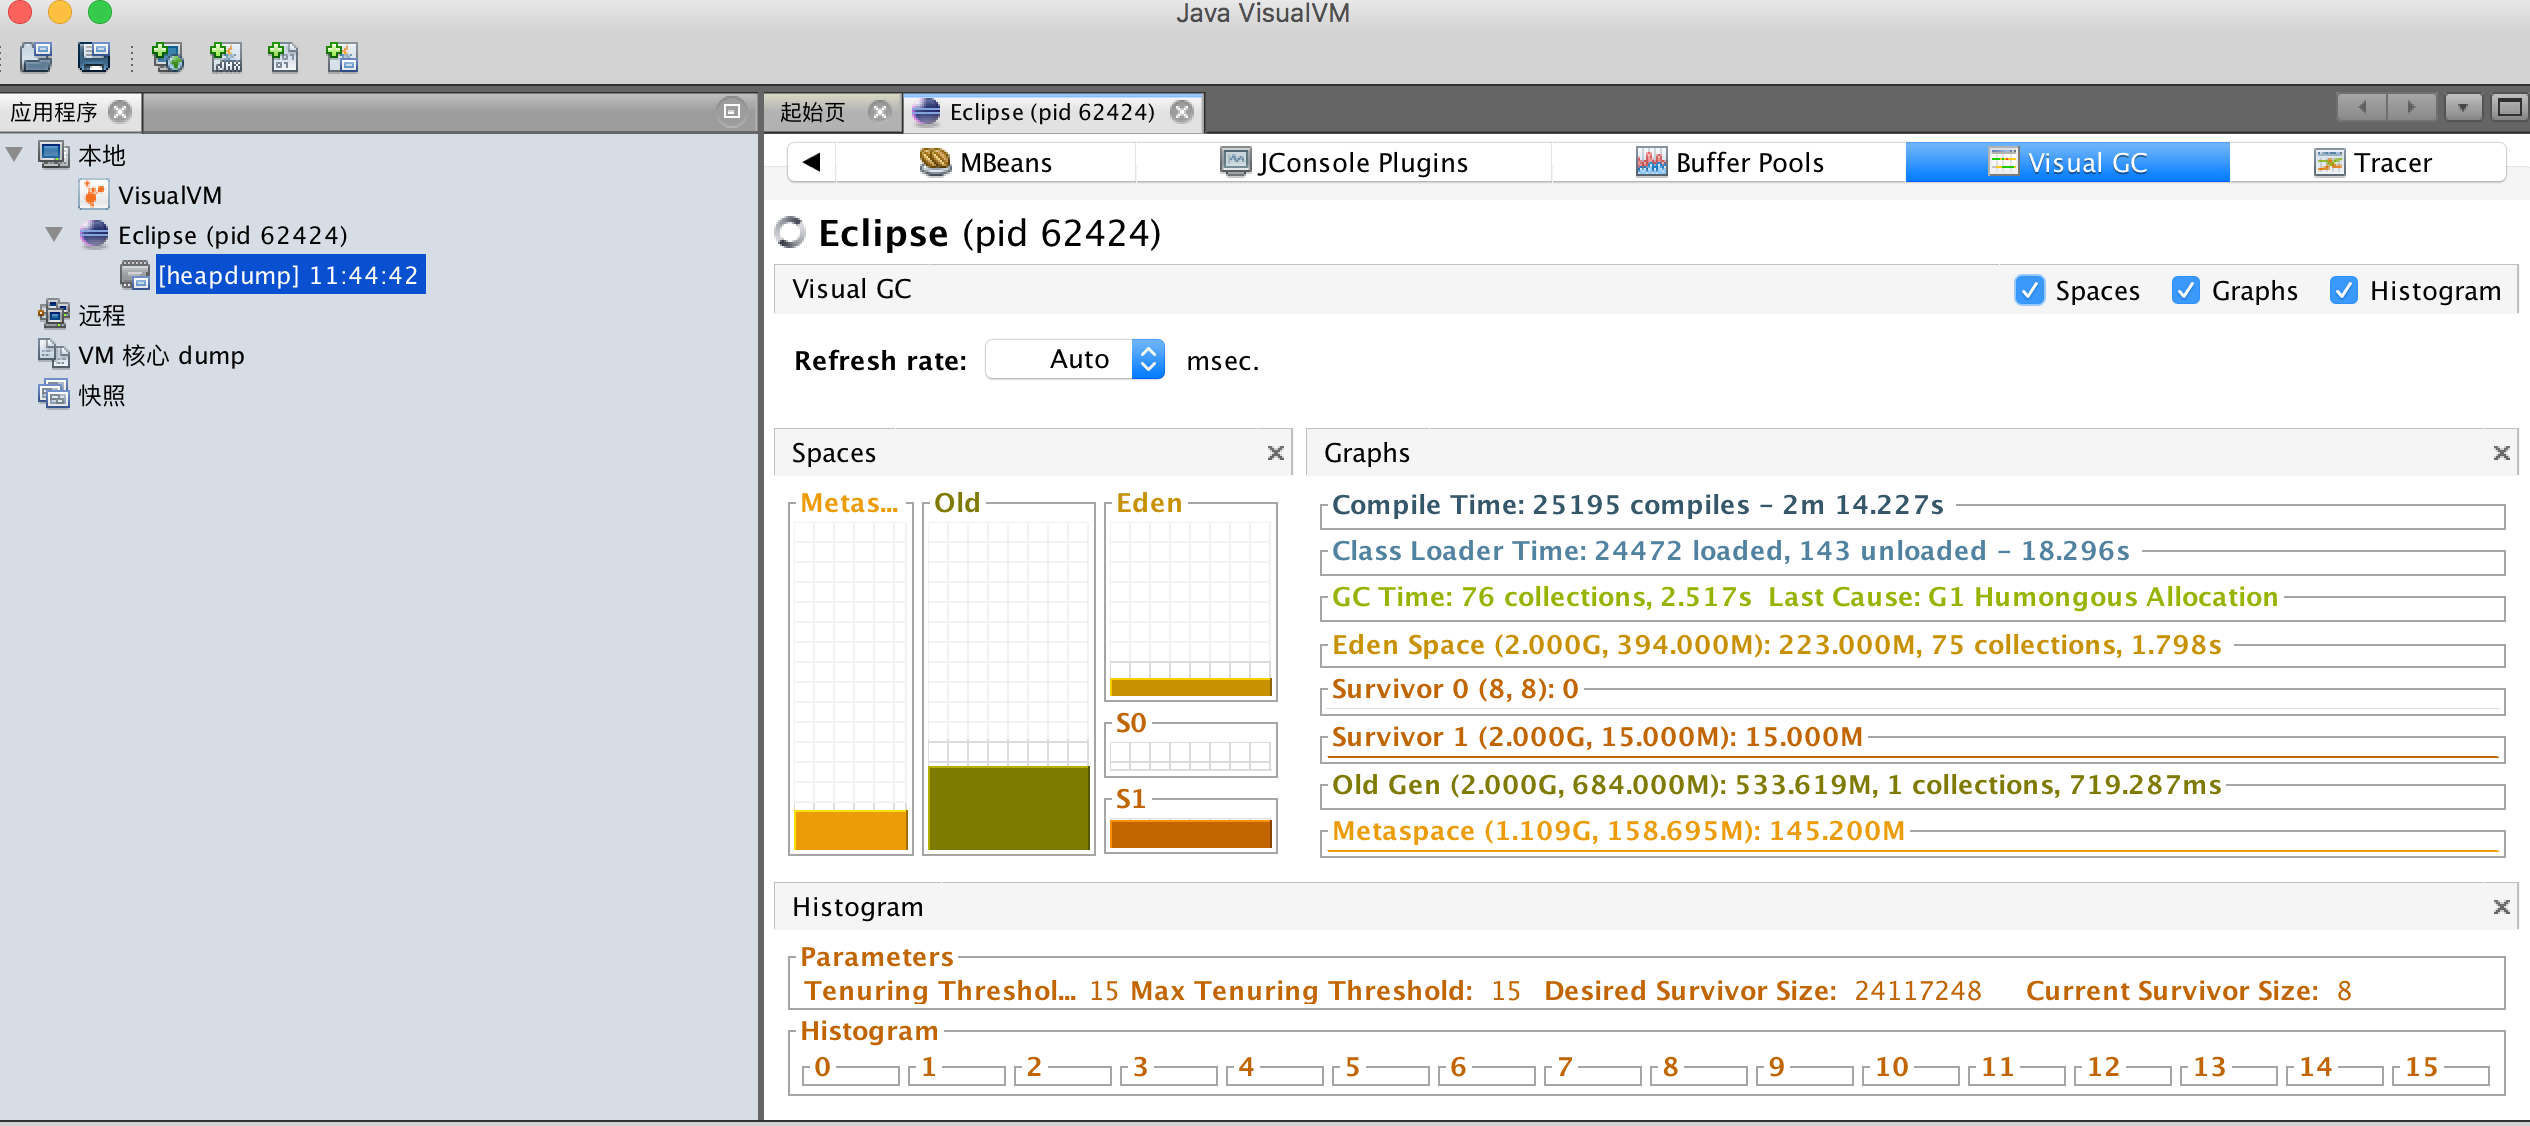 Java VisualVM
应用程序
本地
VisualVM
Eclipse (pid 62424)
[heapdump] 11:44:42
远程
VM 核心 dump
快照
起始页 Eclipse (pid 62424)
MBeans JConsole Plugins Buffer Pools Visual GC Tracer
Eclipse (pid 62424)
Visual GC Spaces Graphs Histogram
Refresh rate: Auto msec.
Spaces
Metas... Old Eden
S0
S1
Graphs
Compile Time: 25195 compiles - 2m 14.227s
Class Loader Time: 24472 loaded, 143 unloaded - 18.296s
GC Time: 76 collections, 2.517s Last Cause: G1 Humongous Allocation
Eden Space (2.000G, 394.000M): 223.000M, 75 collections, 1.798s
Survivor 0 (8, 8): 0
Survivor 1 (2.000G, 15.000M): 15.000M
Old Gen (2.000G, 684.000M): 533.619M, 1 collections, 719.287ms
Metaspace (1.109G, 158.695M): 145.200M
Histogram
Parameters
Tenuring Threshol... 15 Max Tenuring Threshold: 15 Desired Survivor Size: 24117248 Current Survivor Size: 8
Histogram
0 1 2 3 4 5 6 7 8 9 10 11 12 13 14 15